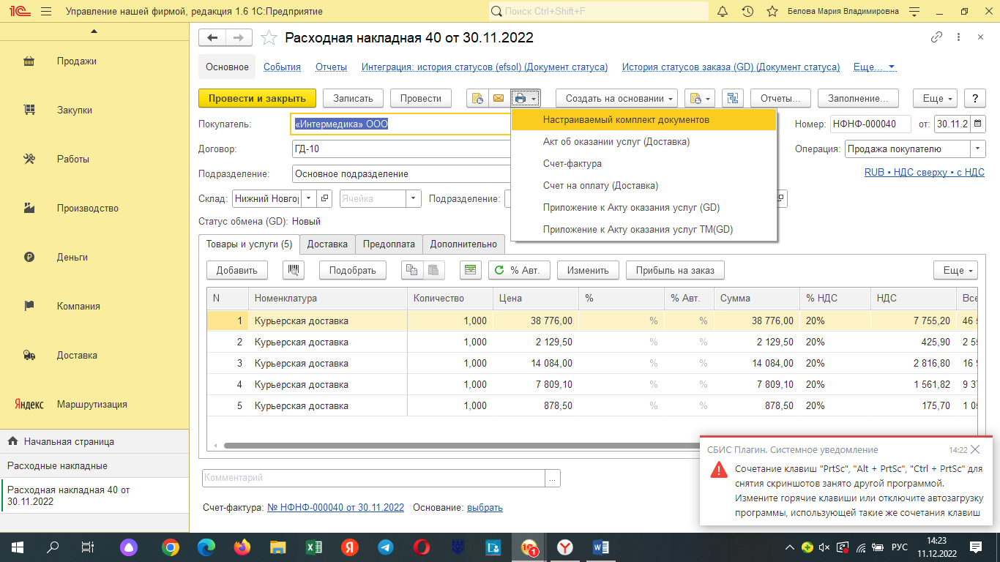 1С Управление нашей фирмой, редакция 1.6 1С:Предприятие
Поиск Ctrl+Shift+F
Белова Мария Владимировна
Продажи
Закупки
Работы
Производство
Деньги
Компания
Доставка
Яндекс Маршрутизация
Начальная страница
Расходные накладные
Расходная накладная 40 от
30.11.2022
Расходная накладная 40 от 30.11.2022
Основное События Отчеты Интеграция: история статусов (efsol) (Документ статуса) История статусов заказа (GD) (Документ статуса) Еще...
Провести и закрыть Записать Провести Создать на основании Отчеты... Заполнение... Еще ?
Покупатель: «Интермедика» ООО
Номер: НФНФ-000040 от: 30.11.2
Договор: ГД-10
Операция: Продажа покупателю
Подразделение: Основное подразделение
RUB • НДС сверху • с НДС
Склад: Нижний Новгор Ячейка Подразделение:
Статус обмена (GD): Новый
Настраиваемый комплект документов
Акт об оказании услуг (Доставка)
Счет-фактура
Счет на оплату (Доставка)
Приложение к Акту оказания услуг (GD)
Приложение к Акту оказания услуг ТМ(GD)
Товары и услуги (5) Доставка Предоплата Дополнительно
Добавить Подобрать % Авт. Изменить Прибыль на заказ Еще
N Номенклатура Количество Цена % % Авт. Сумма % НДС НДС Все
1 Курьерская доставка 1,000 38 776,00 % % 38 776,00 20% 7 755,20 46
2 Курьерская доставка 1,000 2 129,50 % % 2 129,50 20% 425,90 2
3 Курьерская доставка 1,000 14 084,00 % % 14 084,00 20% 2 816,80 16
4 Курьерская доставка 1,000 7 809,10 % % 7 809,10 20% 1 561,82 9
5 Курьерская доставка 1,000 878,50 % % 878,50 20% 175,70 1
Комментарий ...
Счет-фактура: № НФНФ-000040 от 30.11.2022 Основание: выбрать
СБИС Плагин. Системное уведомление 14:22
Сочетание клавиш "PrtSc", "Alt + PrtSc", "Ctrl + PrtSc" для
снятия скриншотов занято другой программой.
Измените горячие клавиши или отключите автозагрузку
программы, использующей такие же сочетания клавиш
РУС
14:23
11.12.2022